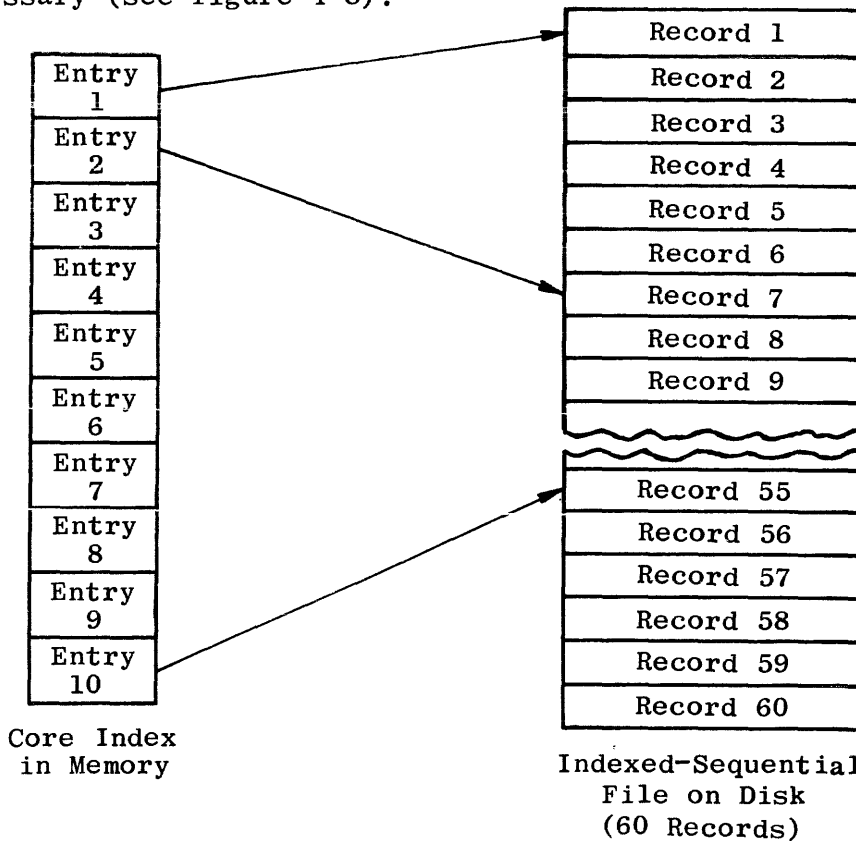 ssary (see figure 4-8).
Entry
1
Entry
2
Entry
3
Entry
4
Entry
5
Entry
6
Entry
7
Entry
8
Entry
9
Entry
10
Core Index
in Memory
Record 1
Record 2
Record 3
Record 4
Record 5
Record 6
Record 7
Record 8
Record 9
Record 55
Record 56
Record 57
Record 58
Record 59
Record 60
Indexed-Sequential
File on Disk
(60 Records)